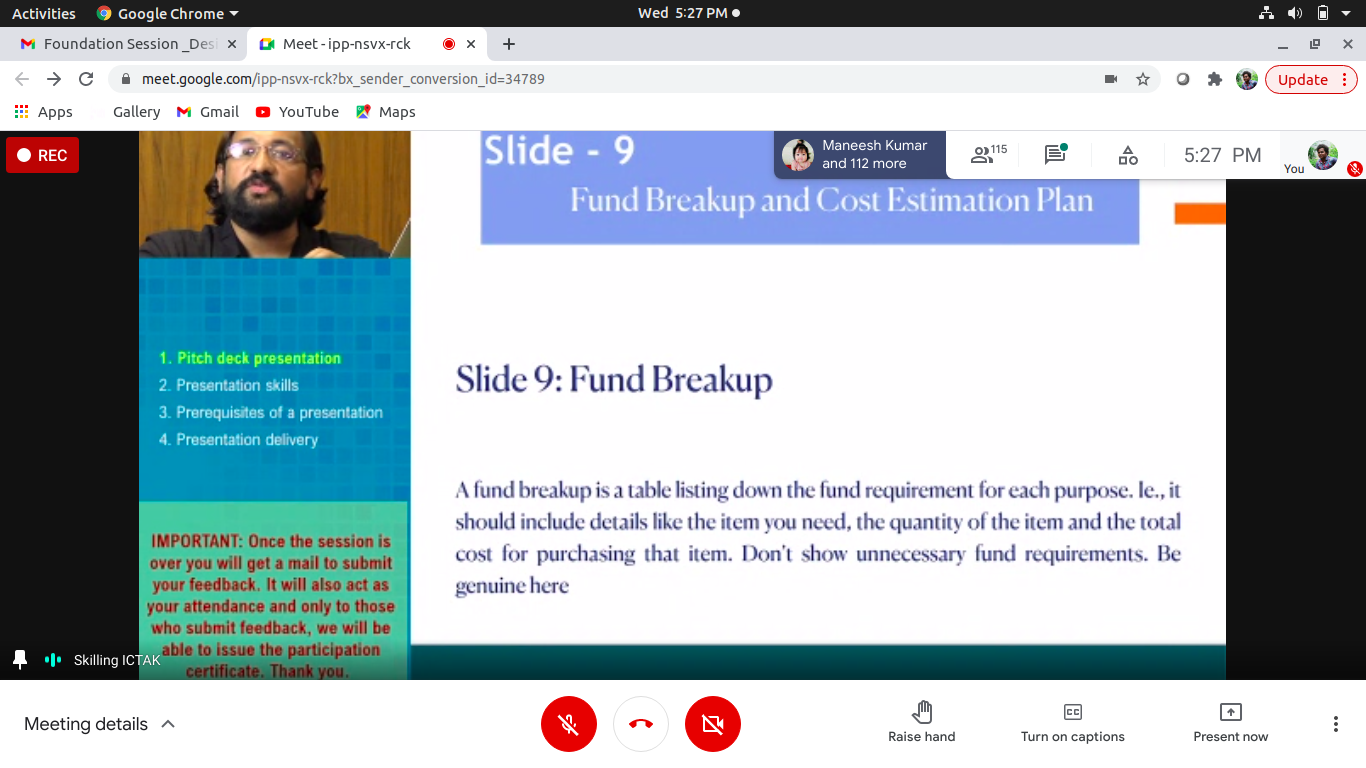 Activities
Google Chrome
Wed 5:27 PM
Foundation Session _Desi
Meet - ipp-nsvx-rck
meet.google.com/ipp-nsvx-rck?bx_sender_conversion_id=34789
Update
Apps
Gallery
Gmail
YouTube
Maps
REC
Slide - 9
Fund Breakup and Cost Estimation Plan
Maneesh Kumar
and 112 more
115
5:27 PM
You
1. Pitch deck presentation
2. Presentation skills
3. Prerequisites of a presentation
4. Presentation delivery
IMPORTANT: Once the session is
over you will get a mail to submit
your feedback. It will also act as
your attendance and only to those
who submit feedback, we will be
able to issue the participation
certificate. Thank you.
Skilling ICTAK
Slide 9: Fund Breakup
A fund breakup is a table listing down the fund requirement for each purpose. Ie., it
should include details like the item you need, the quantity of the item and the total
cost for purchasing that item. Don't show unnecessary fund requirements. Be
genuine here
Meeting details
Raise hand
CC
Turn on captions
Present now